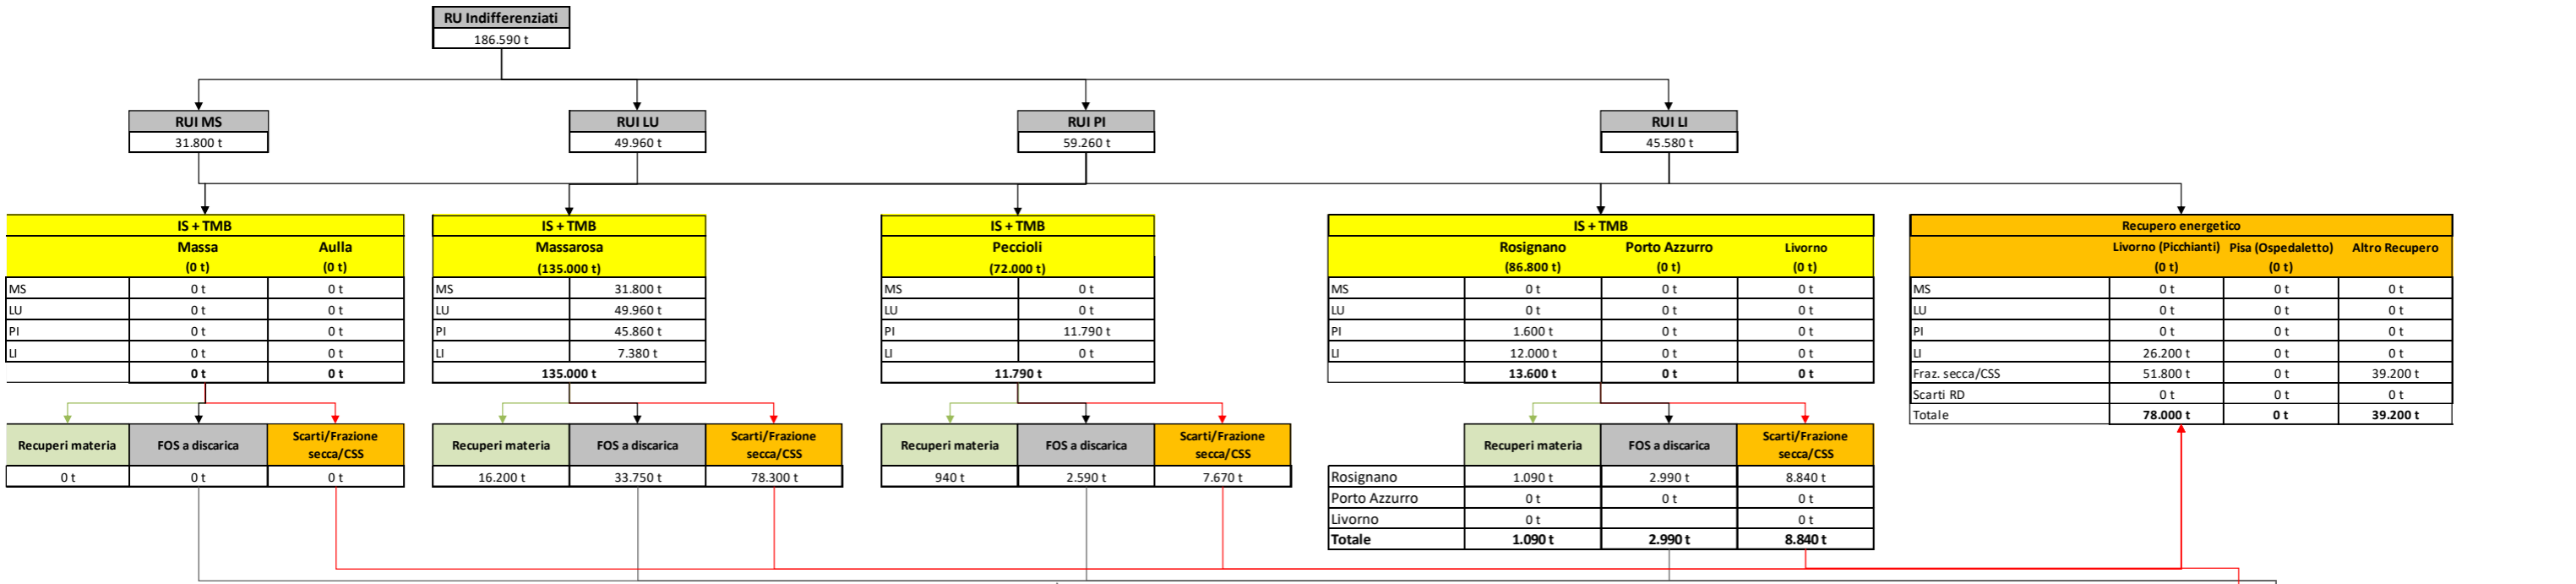 RU Indifferenziati
186.590 t
RUI MS RUI LU RUI PI RUI LI
31.800 t 49.960 t 59.260 t 45.580 t
IS + TMB
Massa Aulla
(0 t) (0 t)
MS 0 t 0 t
LU 0 t 0 t
PI 0 t 0 t
LI 0 t 0 t
0 t 0 t
Recuperi materia FOS a discarica Scarti/Frazione
secca/CSS
0 t 0 t 0 t
IS + TMB
Massarosa
(135.000 t)
MS 31.800 t
LU 49.960 t
PI 45.860 t
LI 7.380 t
135.000 t
Recuperi materia FOS a discarica Scarti/Frazione
secca/CSS
16.200 t 33.750 t 78.300 t
IS + TMB
Peccioli
(72.000 t)
MS 0 t
LU 0 t
PI 11.790 t
LI 0 t
11.790 t
Recuperi materia FOS a discarica Scarti/Frazione
secca/CSS
940 t 2.590 t 7.670 t
IS + TMB
Rosignano Porto Azzurro Livorno
(86.800 t) (0 t) (0 t)
MS 0 t 0 t 0 t
LU 0 t 0 t 0 t
PI 1.600 t 0 t 0 t
LI 12.000 t 0 t 0 t
13.600 t 0 t 0 t
Recuperi materia FOS a discarica Scarti/Frazione
secca/CSS
Rosignano 1.090 t 2.990 t 8.840 t
Porto Azzurro 0 t 0 t 0 t
Livorno 0 t 0 t
Totale 1.090 t 2.990 t 8.840 t
Recupero energetico
Livorno (Picchianti) Pisa (Ospedaletto) Altro Recupero
(0 t) (0 t)
MS 0 t 0 t 0 t
LU 0 t 0 t 0 t
PI 0 t 0 t 0 t
LI 26.200 t 0 t 0 t
Fraz. secca/CSS 51.800 t 0 t 39.200 t
Scarti RD 0 t 0 t 0 t
Totale 78.000 t 0 t 39.200 t